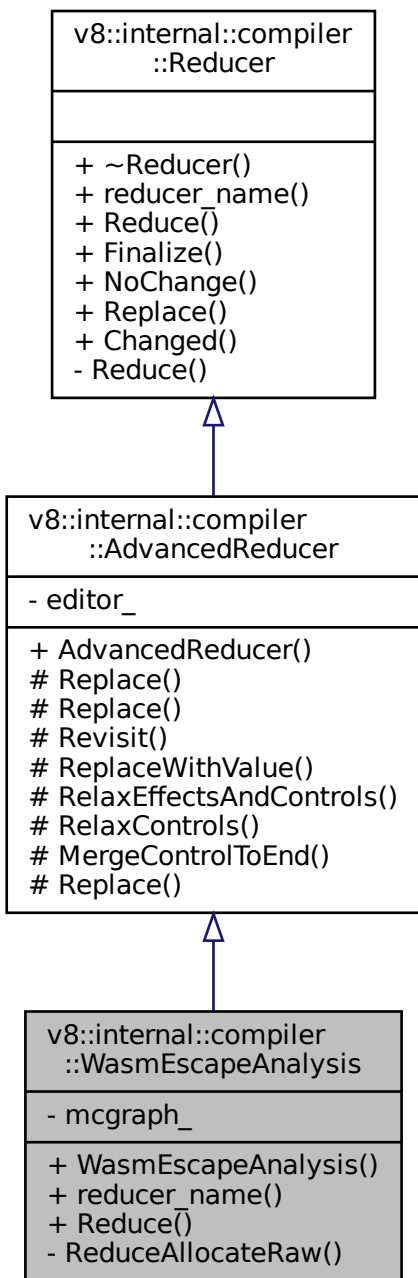 v8::internal::compiler
::Reducer
+ ~Reducer()
+ reducer_name()
+ Reduce()
+ Finalize()
+ NoChange()
+ Replace()
+ Changed()
- Reduce()
v8::internal::compiler
::AdvancedReducer
- editor_
+ AdvancedReducer()
# Replace()
# Replace()
# Revisit()
# ReplaceWithValue()
# RelaxEffectsAndControls()
# RelaxControls()
# MergeControlToEnd()
# Replace()
v8::internal::compiler
::WasmEscapeAnalysis
- mcgraph_
+ WasmEscapeAnalysis()
+ reducer_name()
+ Reduce()
- ReduceAllocateRaw()